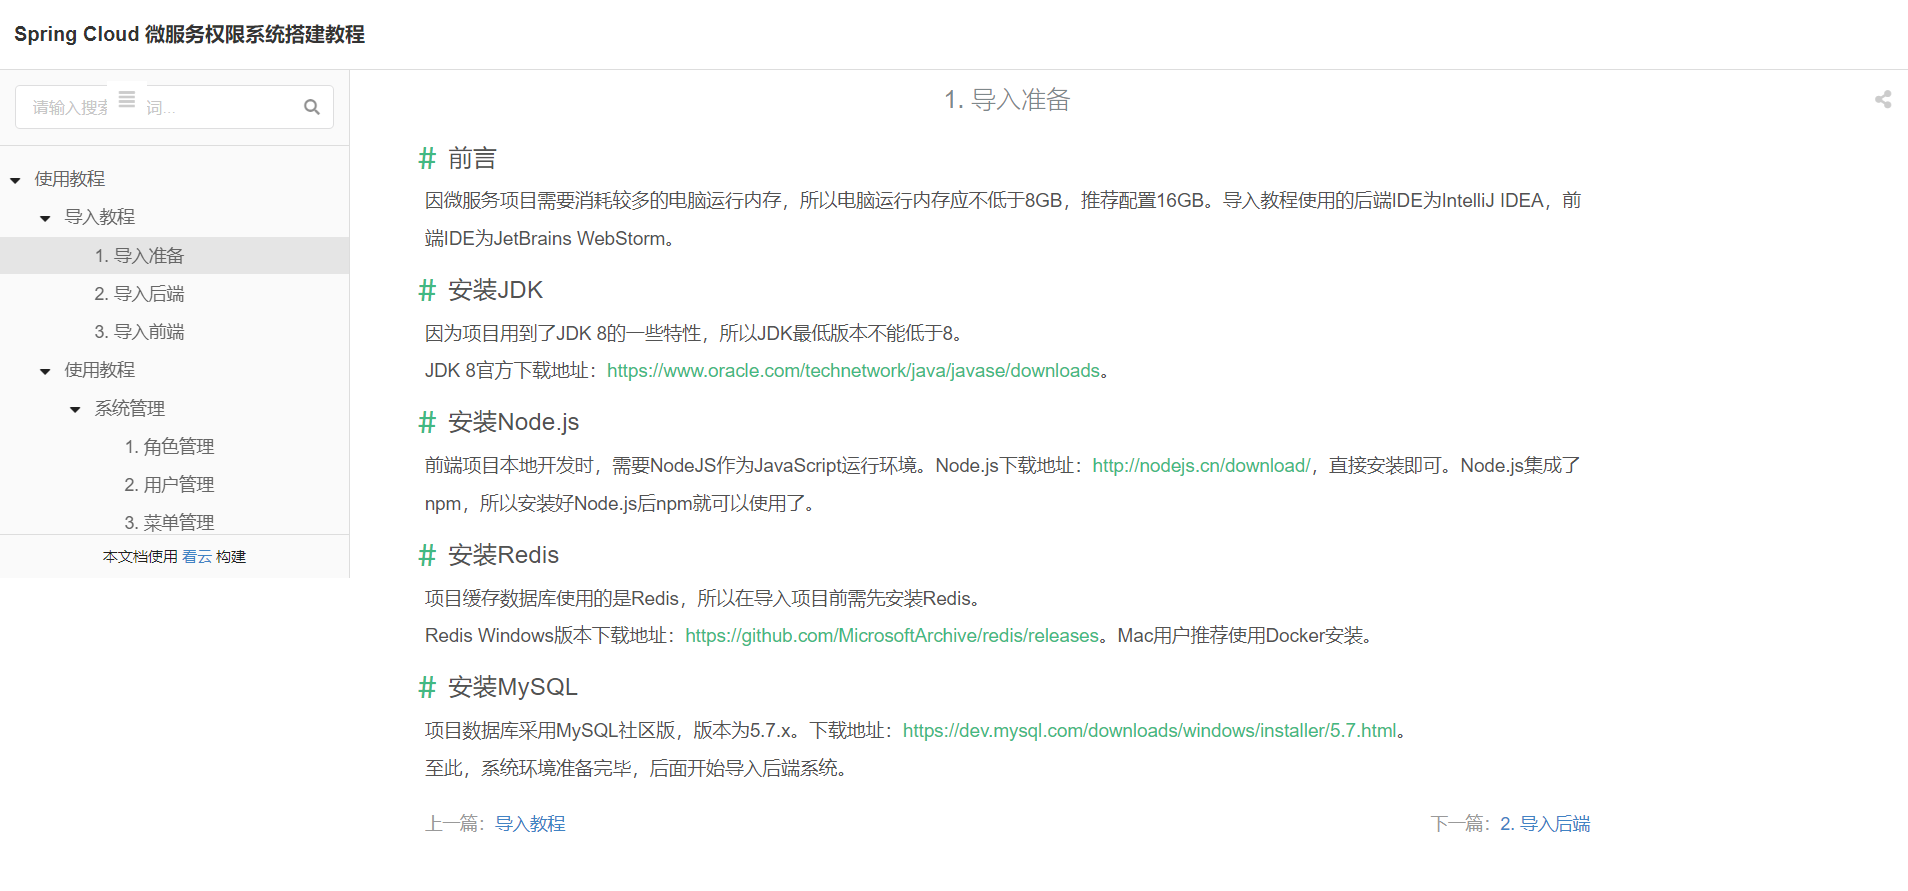 Spring Cloud 微服务权限系统搭建教程
请输入搜索 词...
使用教程
导入教程
1. 导入准备
2. 导入后端
3. 导入前端
使用教程
系统管理
1. 角色管理
2. 用户管理
3. 菜单管理
本文档使用 看云 构建
1. 导入准备
# 前言
因微服务项目需要消耗较多的电脑运行内存，所以电脑运行内存应不低于8GB，推荐配置16GB。导入教程使用的后端IDE为IntelliJ IDEA，前
端IDE为JetBrains WebStorm。
# 安装JDK
因为项目用到了JDK 8的一些特性，所以JDK最低版本不能低于8。
JDK 8官方下载地址：https://www.oracle.com/technetwork/java/javase/downloads。
# 安装Node.js
前端项目本地开发时，需要NodeJS作为JavaScript运行环境。Node.js下载地址：http://nodejs.cn/download/，直接安装即可。Node.js集成了
npm，所以安装好Node.js后npm就可以使用了。
# 安装Redis
项目缓存数据库使用的是Redis，所以在导入项目前需先安装Redis。
Redis Windows版本下载地址：https://github.com/MicrosoftArchive/redis/releases。Mac用户推荐使用Docker安装。
# 安装MySQL
项目数据库采用MySQL社区版，版本为5.7.x。下载地址：https://dev.mysql.com/downloads/windows/installer/5.7.html。
至此，系统环境准备完毕，后面开始导入后端系统。
上一篇：导入教程
下一篇：2. 导入后端